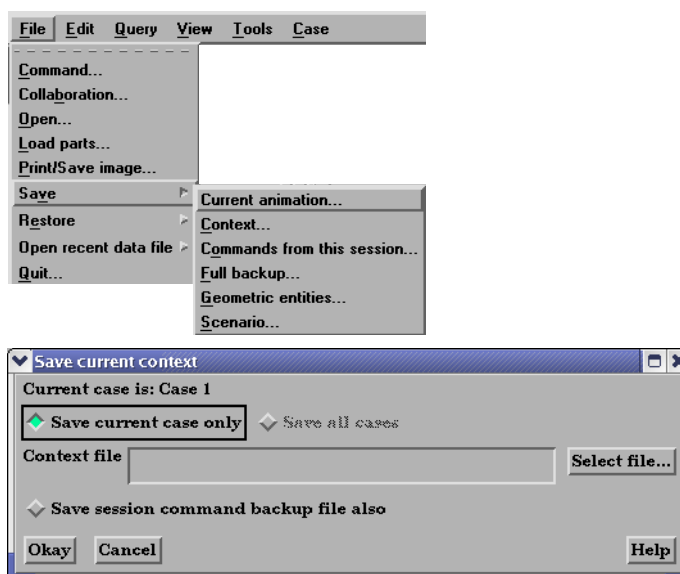 File Edit Query View Tools Case
Command...
Collaboration...
Open...
Load parts...
Print/Save image...
Save
Restore
Open recent data file
Quit...
Current animation...
Context...
Commands from this session...
Full backup...
Geometric entities...
Scenario...
Save current context
Current case is: Case 1
Save current case only Save all cases
Context file Select file...
Save session command backup file also
Okay Cancel Help